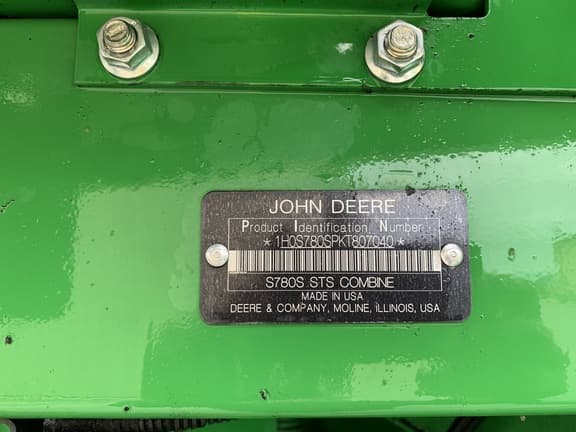 JOHN DEERE
Product Identification Number
*1H0S780SPKT807040*
S780S STS COMBINE
MADE IN USA
DEERE & COMPANY, MOLINE, ILLINOIS, USA